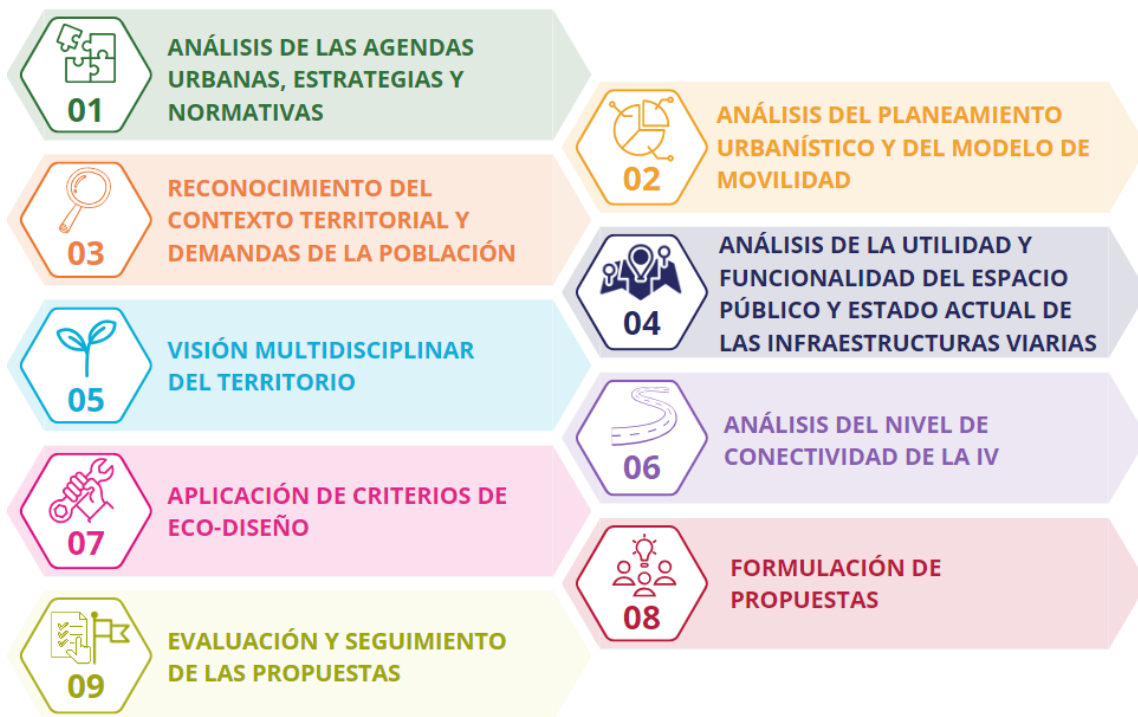 01
ANÁLISIS DE LAS AGENDAS
URBANAS, ESTRATEGIAS Y
NORMATIVAS
02
ANÁLISIS DEL PLANEAMIENTO
URBANÍSTICO Y DEL MODELO DE
MOVILIDAD
03
RECONOCIMIENTO DEL
CONTEXTO TERRITORIAL Y
DEMANDAS DE LA POBLACIÓN
04
ANÁLISIS DE LA UTILIDAD Y
FUNCIONALIDAD DEL ESPACIO
PÚBLICO Y ESTADO ACTUAL DE
LAS INFRAESTRUCTURAS VIARIAS
05
VISIÓN MULTIDISCIPLINAR
DEL TERRITORIO
06
ANÁLISIS DEL NIVEL DE
CONECTIVIDAD DE LA IV
07
APLICACIÓN DE CRITERIOS DE
ECO-DISEÑO
08
FORMULACIÓN DE
PROPUESTAS
09
EVALUACIÓN Y SEGUIMIENTO
DE LAS PROPUESTAS